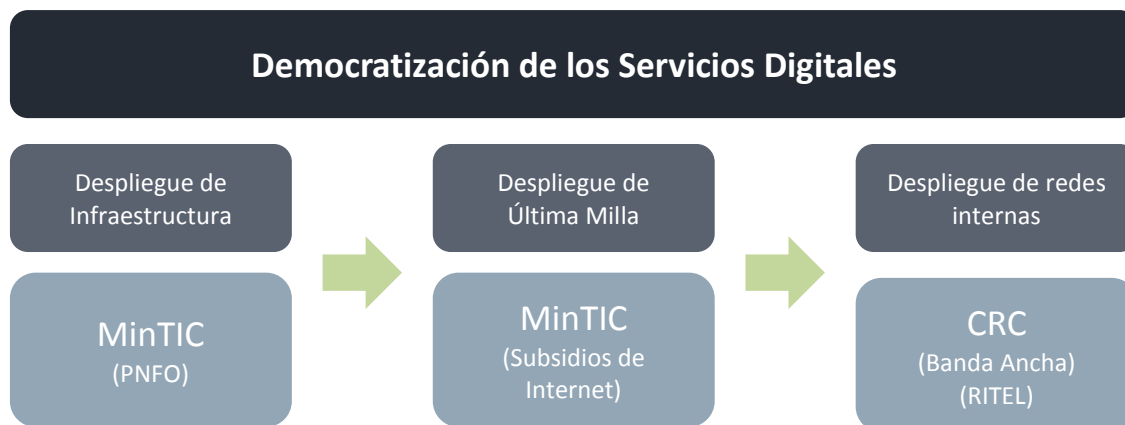 Democratización de los Servicios Digitales
Despliegue de
Infraestructura
MinTIC
(PNFO)
Despliegue de
Última Milla
MinTIC
(Subsidios de
Internet)
Despliegue de redes
internas
CRC
(Banda Ancha)
(RITEL)